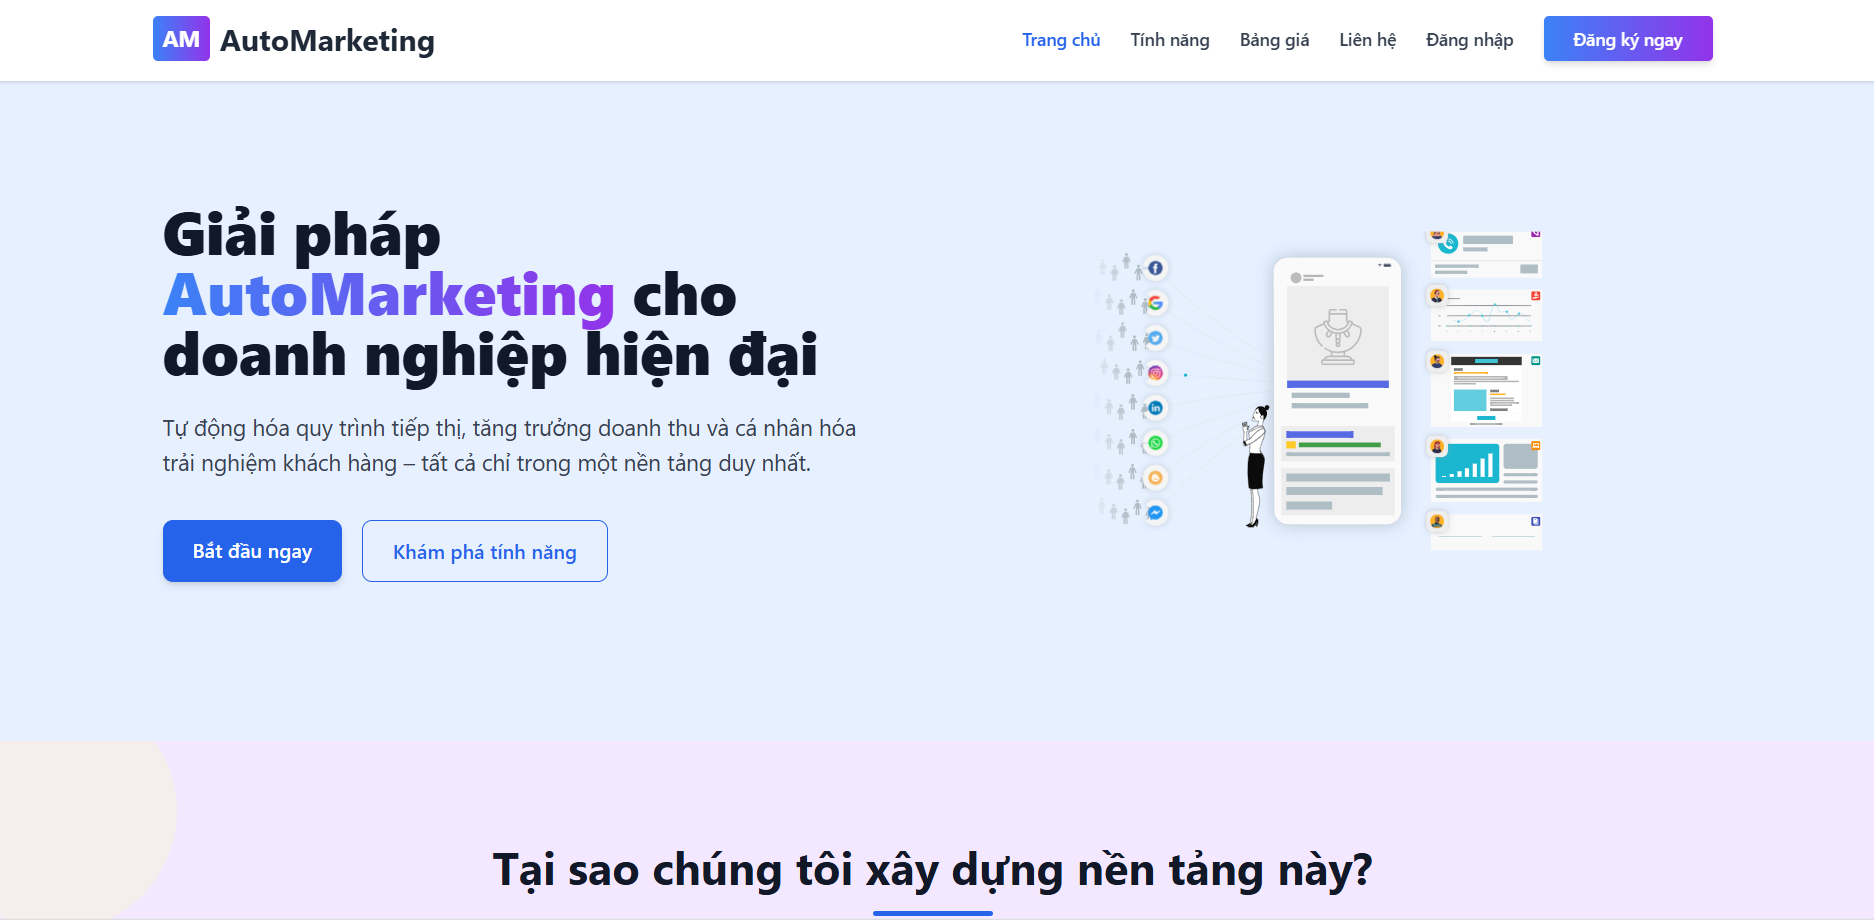 AM AutoMarketing
Trang chủ Tính năng Bảng giá Liên hệ Đăng nhập Đăng ký ngay
Giải pháp
AutoMarketing cho
doanh nghiệp hiện đại
Tự động hóa quy trình tiếp thị, tăng trưởng doanh thu và cá nhân hóa
trải nghiệm khách hàng – tất cả chỉ trong một nền tảng duy nhất.
Bắt đầu ngay Khám phá tính năng
Tại sao chúng tôi xây dựng nền tảng này?